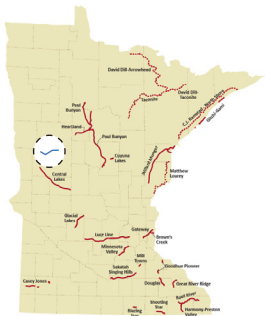 David Dill-Arrowhead
David Dill-
Taconite
Taconite
C.J. Ramstad - North Shore
Gitchi-Gami
Paul
Bunyan
Heartland
Paul Bunyan
Cuyuna
Lakes
Willard Munger
Matthew
Lourey
Central
Lakes
Glacial
Lakes
Luce Line
Gateway
Brown's
Creek
Minnesota
Valley
Mill
Towns
Sakatah
Singing Hills
Goodhue Pioneer
Casey Jones
Douglas
Great River Ridge
Root River
Shooting
Star
Blazing
Star
Harmony-Preston
Valley